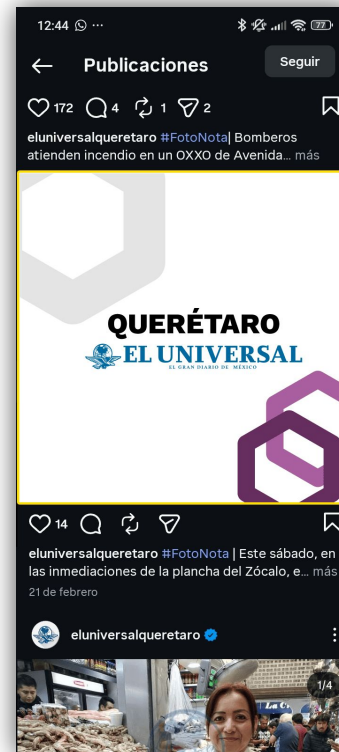 12:44
77
Publicaciones
Seguir
172 4 1 2
eluniversalqueretaro #FotoNota| Bomberos
atienden incendio en un OXXO de Avenida... más
QUERÉTARO
EL UNIVERSAL
EL GRAN DIARIO DE MÉXICO
14
eluniversalqueretaro #FotoNota | Este sábado, en
las inmediaciones de la plancha del Zócalo, e... más
21 de febrero
eluniversalqueretaro
1/4